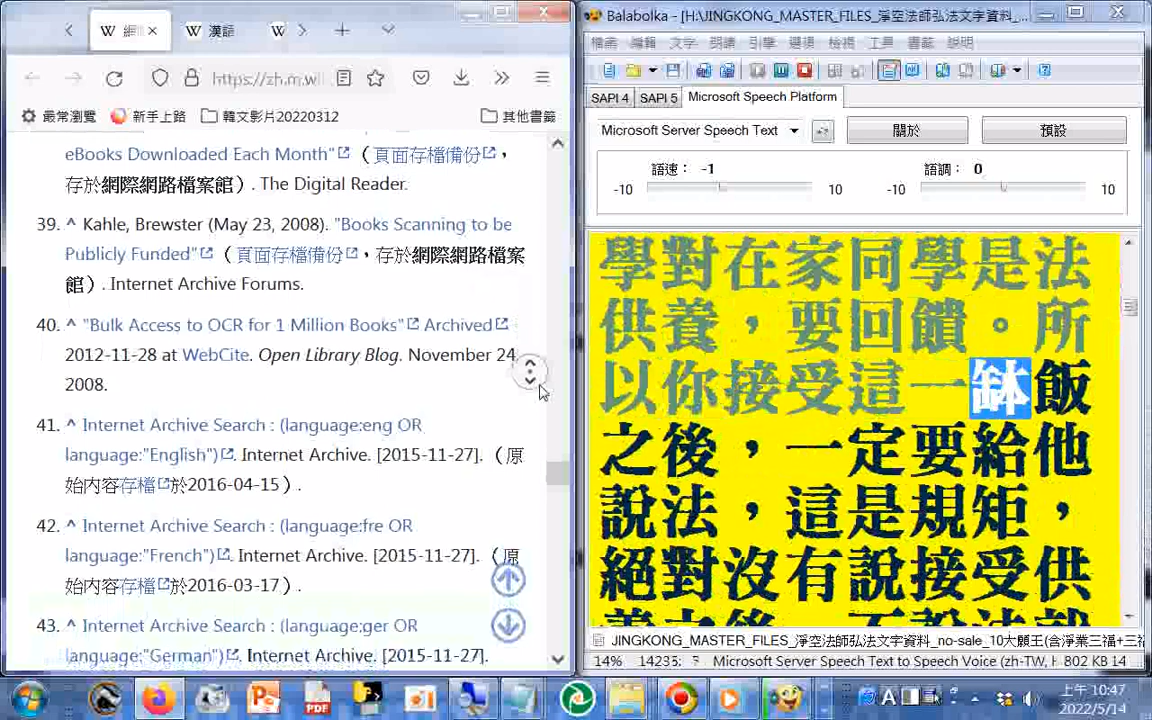 漢語
https://zh.m.wi
最常瀏覽
新手上路
韓文影片20220312
其他書籤
eBooks Downloaded Each Month"（頁面存檔備份，
存於網際網路檔案館）. The Digital Reader.
39. ^ Kahle, Brewster (May 23, 2008). "Books Scanning to be
Publicly Funded"（頁面存檔備份，存於網際網路檔案
館）. Internet Archive Forums.
40. ^ "Bulk Access to OCR for 1 Million Books" Archived
2012-11-28 at WebCite. Open Library Blog. November 24,
2008.
41. ^ Internet Archive Search : (language:eng OR
language:"English"). Internet Archive. [2015-11-27].（原
始內容存檔於2016-04-15）.
42. ^ Internet Archive Search : (language:fre OR
language:"French"). Internet Archive. [2015-11-27].（原
始內容存檔於2016-03-17）.
43. ^ Internet Archive Search : (language:ger OR
language:"German"). Internet Archive. [2015-11-27].
Balabolka - [H:\JINGKONG_MASTER_FILES_淨空法師弘法文字資料_...
檔案 編輯 文字 朗讀 引擎 選項 檢視 工具 書籤 說明
SAPI 4 SAPI 5 Microsoft Speech Platform
Microsoft Server Speech Text 關於 預設
語速： -1 語調： 0
-10 10 -10 10
學對在家同學是法
供養，要回饋。所
以你接受這一缽飯
之後，一定要給他
說法，這是規矩，
絕對沒有說接受供
JINGKONG_MASTER_FILES_淨空法師弘法文字資料_no-sale_10大願王(含淨業三福+三福
14% 14235: ? Microsoft Server Speech Text to Speech Voice (zh-TW, H 802 KB 14
上午 10:47
2022/5/14